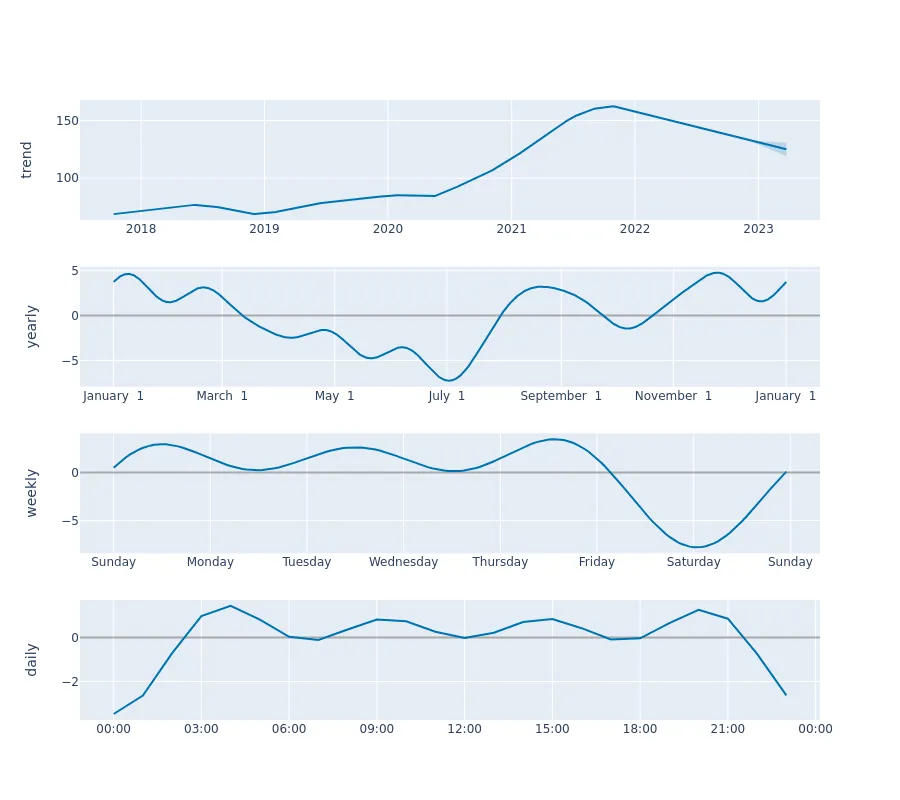 trend
150
100
2018 2019 2020 2021 2022 2023
yearly
5
0
−5
January 1 March 1 May 1 July 1 September 1 November 1 January 1
weekly
0
−5
Sunday Monday Tuesday Wednesday Thursday Friday Saturday Sunday
daily
0
−2
00:00 03:00 06:00 09:00 12:00 15:00 18:00 21:00 00:00